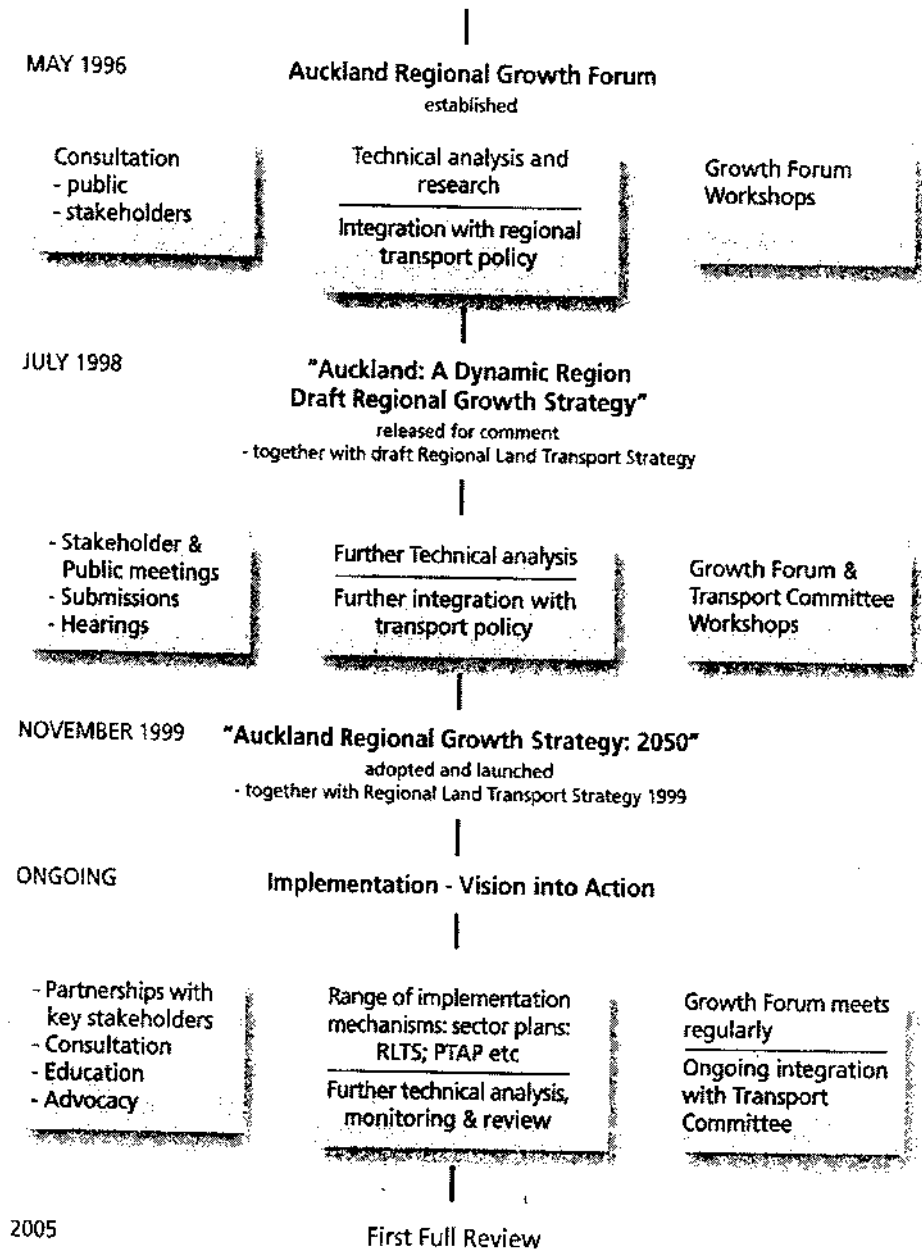 MAY 1996
Auckland Regional Growth Forum
established
Consultation
- public
- stakeholders
Technical analysis and
research
Integration with regional
transport policy
Growth Forum
Workshops
JULY 1998
"Auckland: A Dynamic Region
Draft Regional Growth Strategy"
released for comment
- together with draft Regional Land Transport Strategy
- Stakeholder &
Public meetings
- Submissions
- Hearings
Further Technical analysis
Further integration with
transport policy
Growth Forum &
Transport Committee
Workshops
NOVEMBER 1999
"Auckland Regional Growth Strategy: 2050"
adopted and launched
- together with Regional Land Transport Strategy 1999
ONGOING
Implementation - Vision into Action
- Partnerships with
key stakeholders
- Consultation
- Education
- Advocacy
Range of implementation
mechanisms: sector plans:
RLTS; PTAP etc
Further technical analysis,
monitoring & review
Growth Forum meets
regularly
Ongoing integration
with Transport
Committee
2005
First Full Review